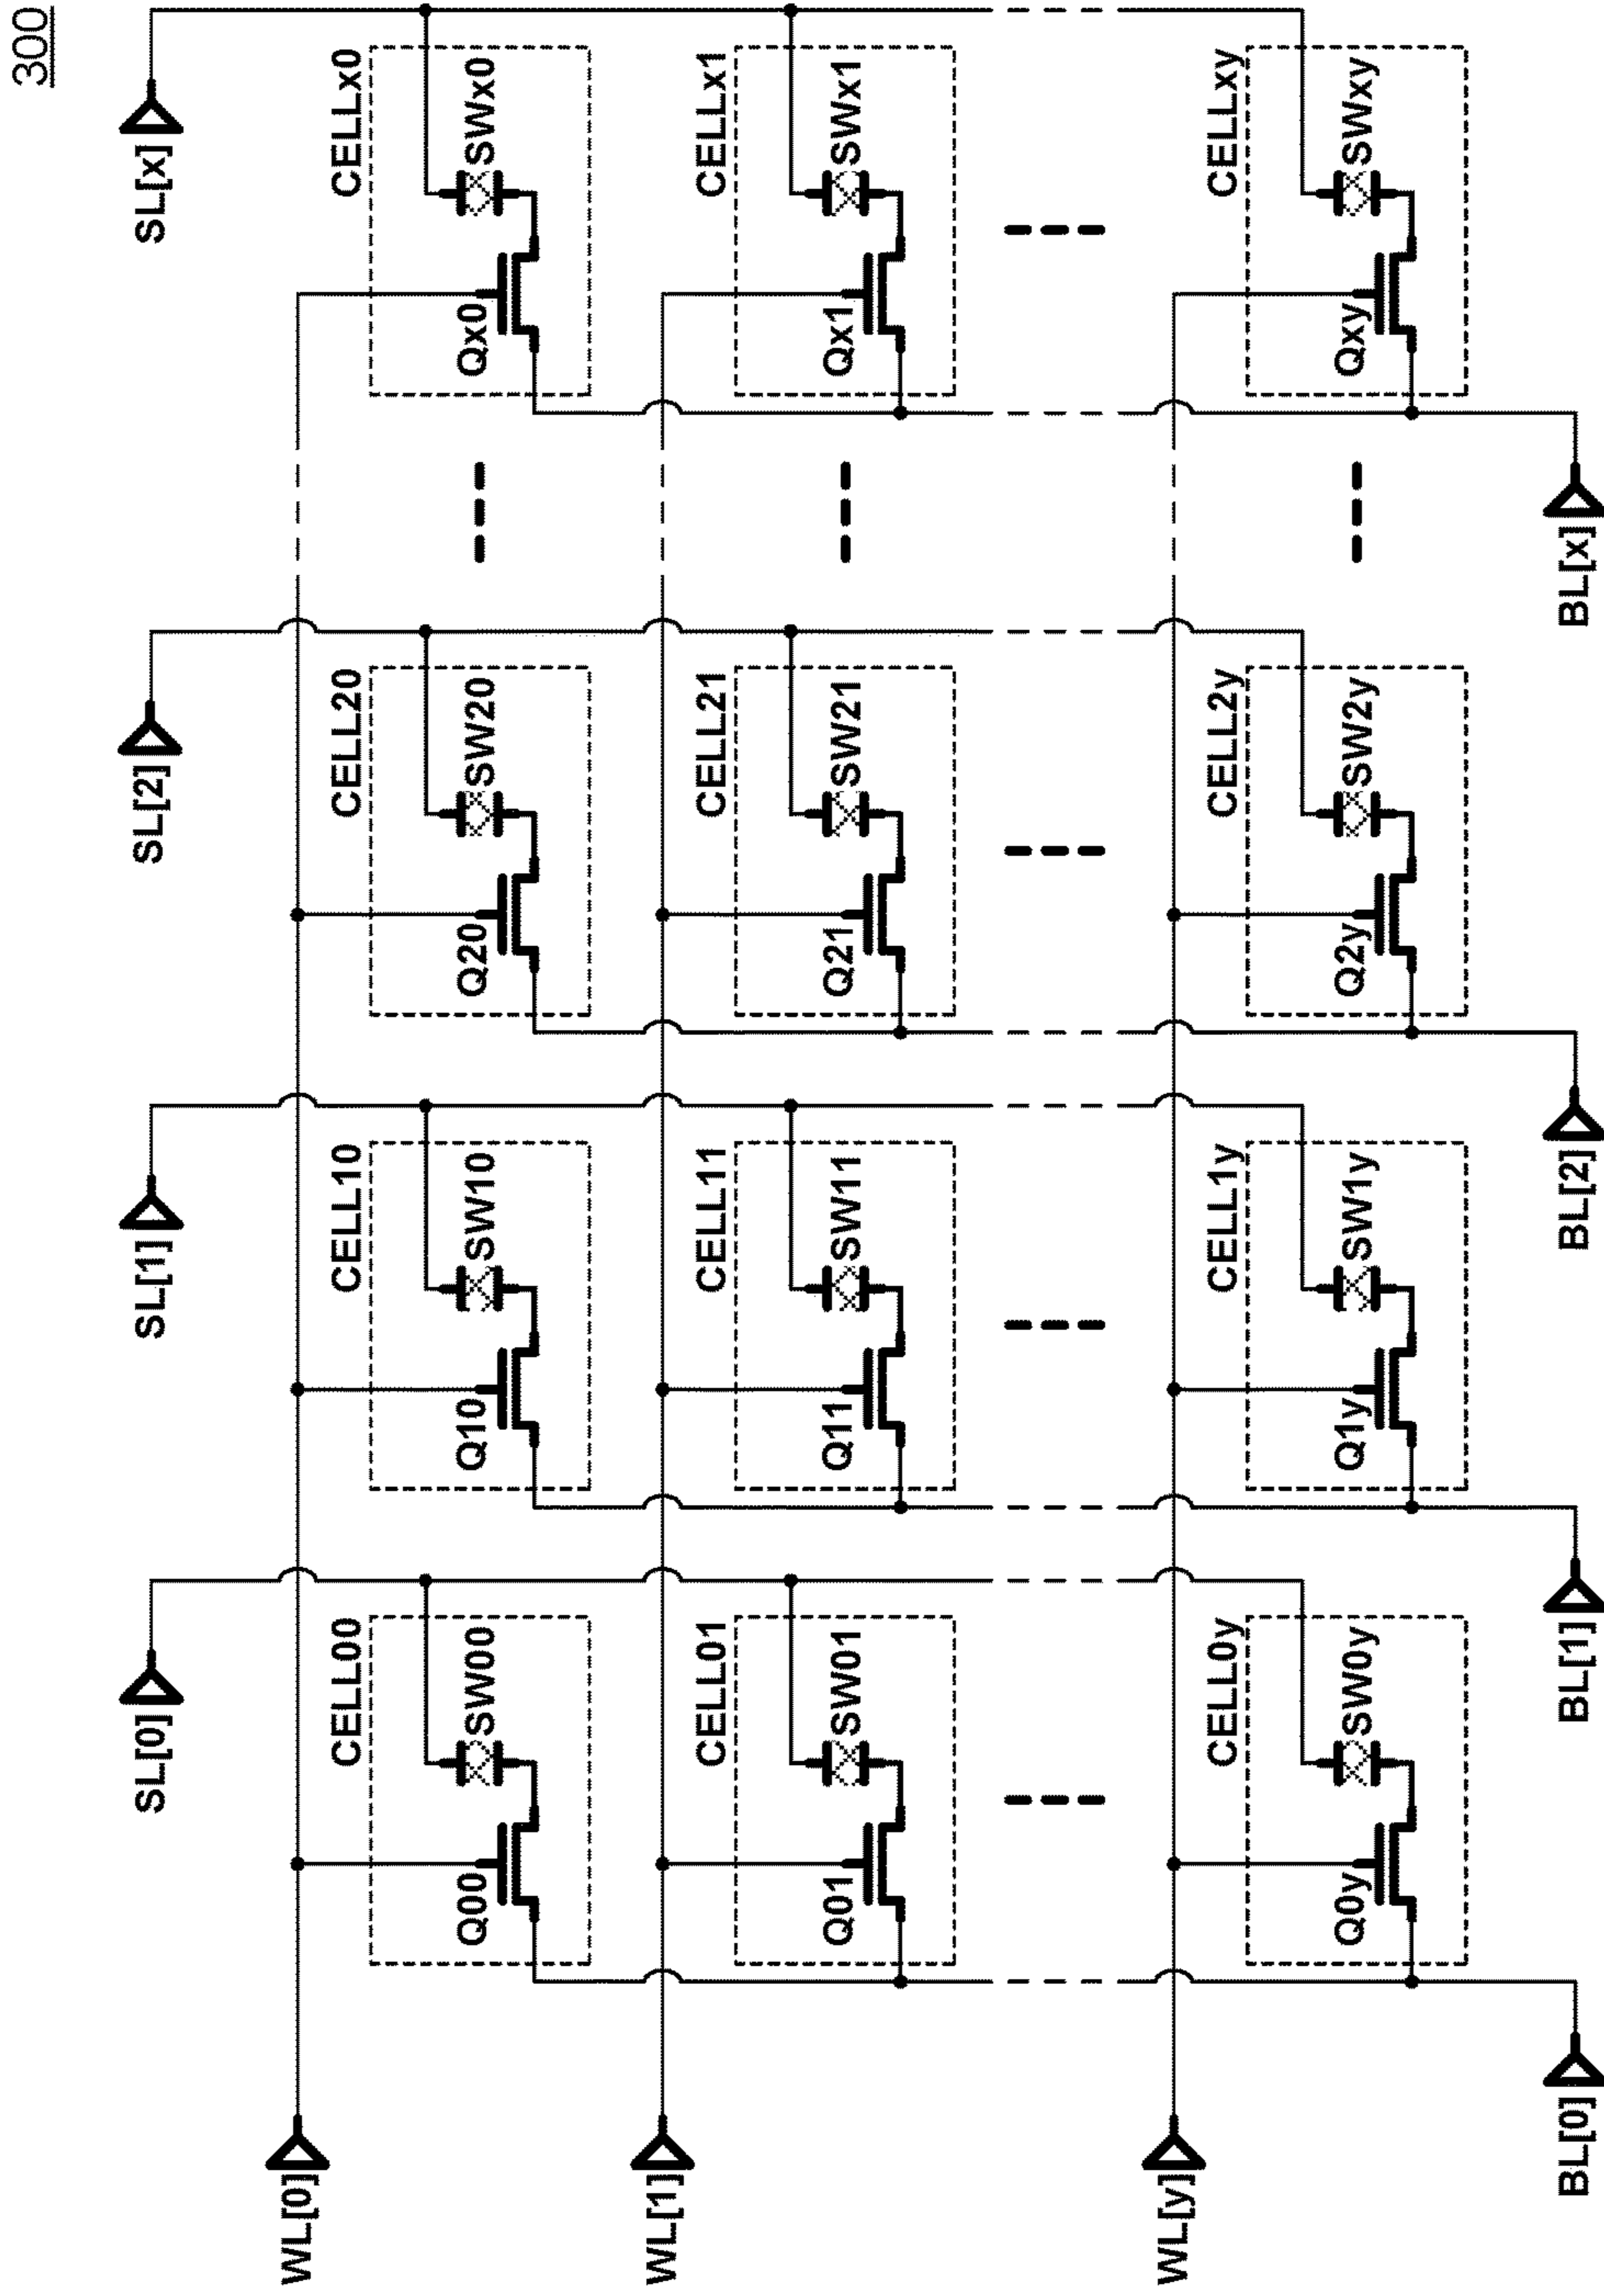 300
SL[0]
SL[1]
SL[2]
SL[x]
WL[0]
CELL00
CELL10
CELL20
CELLx0
Q00
SW00
Q10
SW10
Q20
SW20
Qx0
SWx0
WL[1]
CELL01
CELL11
CELL21
CELLx1
Q01
SW01
Q11
SW11
Q21
SW21
Qx1
SWx1
WL[y]
CELL0y
CELL1y
CELL2y
CELLxy
Q0y
SW0y
Q1y
SW1y
Q2y
SW2y
Qxy
SWxy
BL[0]
BL[1]
BL[2]
BL[x]